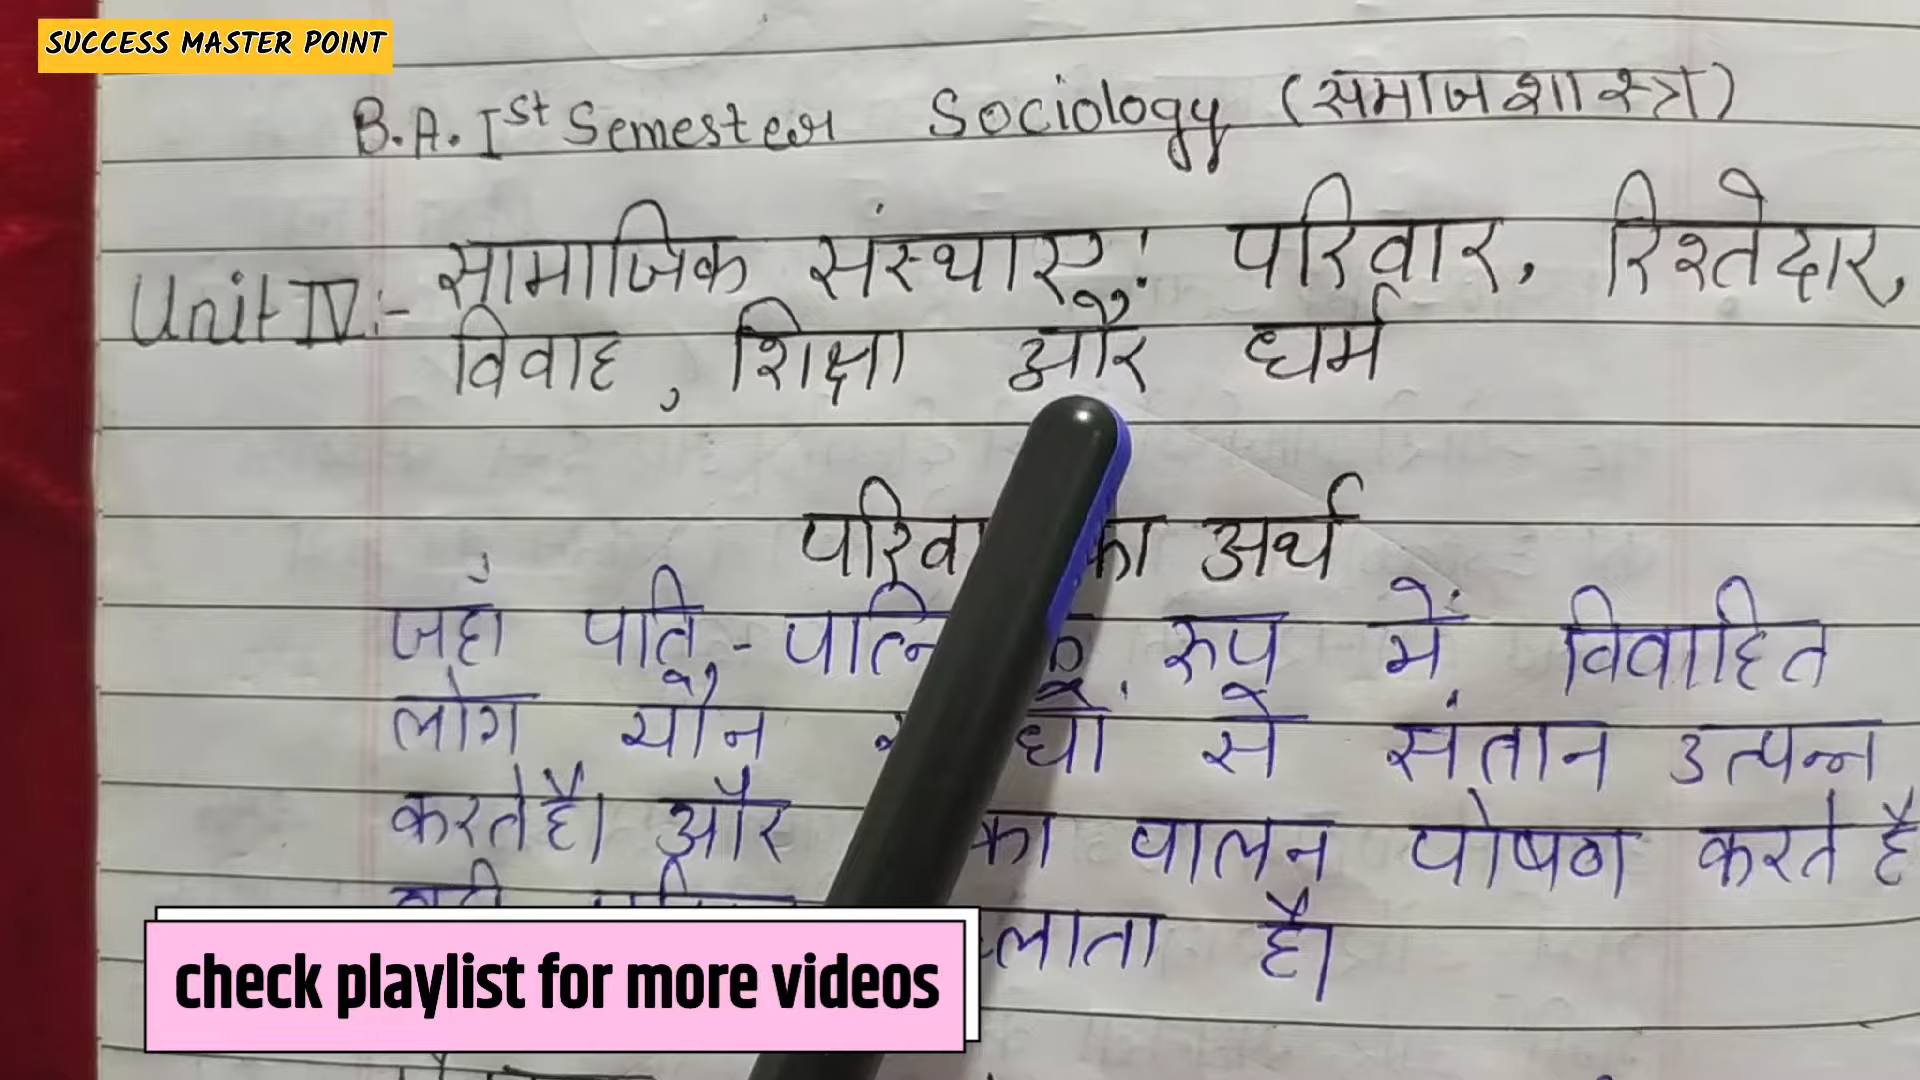 SUCCESS MASTER POINT
B.A. Ist Semester Sociology (समाजशास्त्र)
Unit IV:- सामाजिक संस्थाए: परिवार, रिश्तेदार,
विवाह, शिक्षा और धर्म
का अर्थ
जहाँ पति - पत्नि रूप में विवाहित
लोग यौन से संतान उत्पन्न
करते है। और पालन पोषण करते है
है।
check playlist for more videos